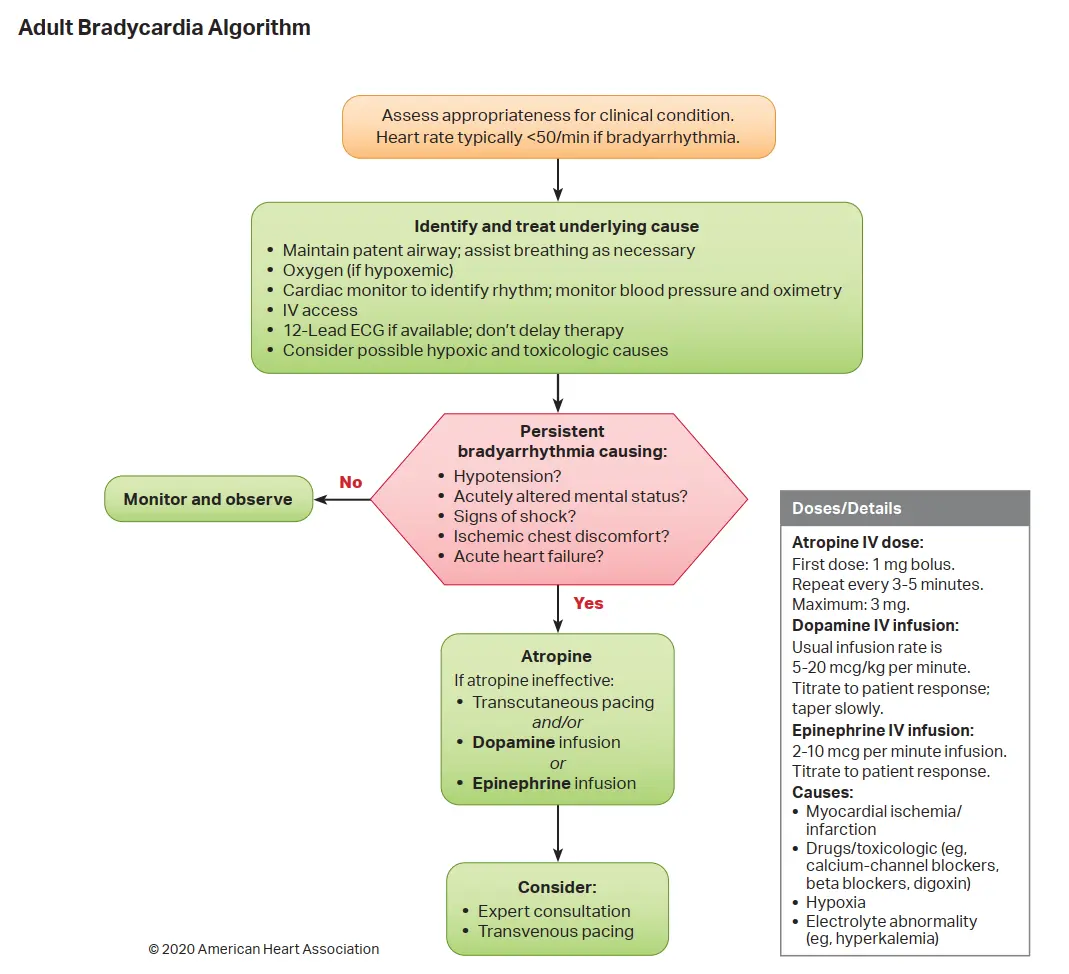 Adult Bradycardia Algorithm
Assess appropriateness for clinical condition.
Heart rate typically <50/min if bradyarrhythmia.
Identify and treat underlying cause
• Maintain patent airway; assist breathing as necessary
• Oxygen (if hypoxemic)
• Cardiac monitor to identify rhythm; monitor blood pressure and oximetry
• IV access
• 12-Lead ECG if available; don’t delay therapy
• Consider possible hypoxic and toxicologic causes
Persistent
bradyarrhythmia causing:
• Hypotension?
• Acutely altered mental status?
• Signs of shock?
• Ischemic chest discomfort?
• Acute heart failure?
No
Monitor and observe
Yes
Atropine
If atropine ineffective:
• Transcutaneous pacing
and/or
• Dopamine infusion
or
• Epinephrine infusion
Consider:
• Expert consultation
• Transvenous pacing
Doses/Details
Atropine IV dose:
First dose: 1 mg bolus.
Repeat every 3-5 minutes.
Maximum: 3 mg.
Dopamine IV infusion:
Usual infusion rate is
5-20 mcg/kg per minute.
Titrate to patient response;
taper slowly.
Epinephrine IV infusion:
2-10 mcg per minute infusion.
Titrate to patient response.
Causes:
• Myocardial ischemia/
infarction
• Drugs/toxicologic (eg,
calcium-channel blockers,
beta blockers, digoxin)
• Hypoxia
• Electrolyte abnormality
(eg, hyperkalemia)
© 2020 American Heart Association